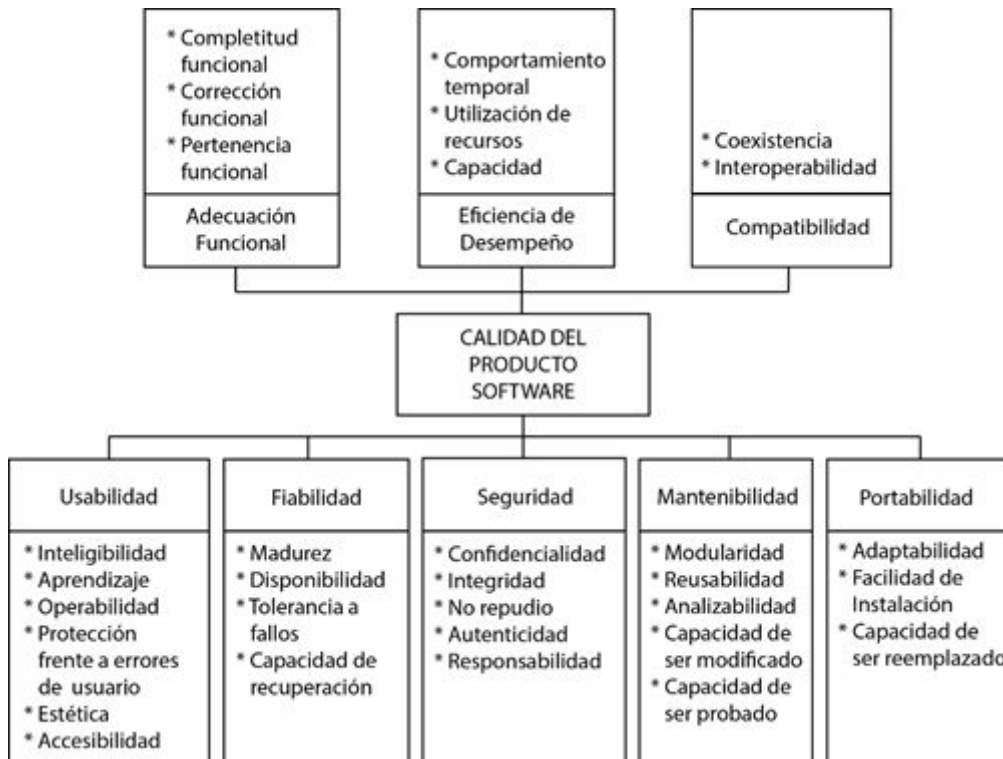 * Completitud
funcional
* Corrección
funcional
* Pertenencia
funcional
Adecuación
Funcional
* Comportamiento
temporal
* Utilización de
recursos
* Capacidad
Eficiencia de
Desempeño
* Coexistencia
* Interoperabilidad
Compatibilidad
CALIDAD DEL
PRODUCTO
SOFTWARE
Usabilidad
* Inteligibilidad
* Aprendizaje
* Operabilidad
* Protección
frente a errores
de usuario
* Estética
* Accesibilidad
Fiabilidad
* Madurez
* Disponibilidad
* Tolerancia a
fallos
* Capacidad de
recuperación
Seguridad
* Confidencialidad
* Integridad
* No repudio
* Autenticidad
* Responsabilidad
Mantenibilidad
* Modularidad
* Reusabilidad
* Analizabilidad
* Capacidad de
ser modificado
* Capacidad de
ser probado
Portabilidad
* Adaptabilidad
* Facilidad de
Instalación
* Capacidad de
ser reemplazado